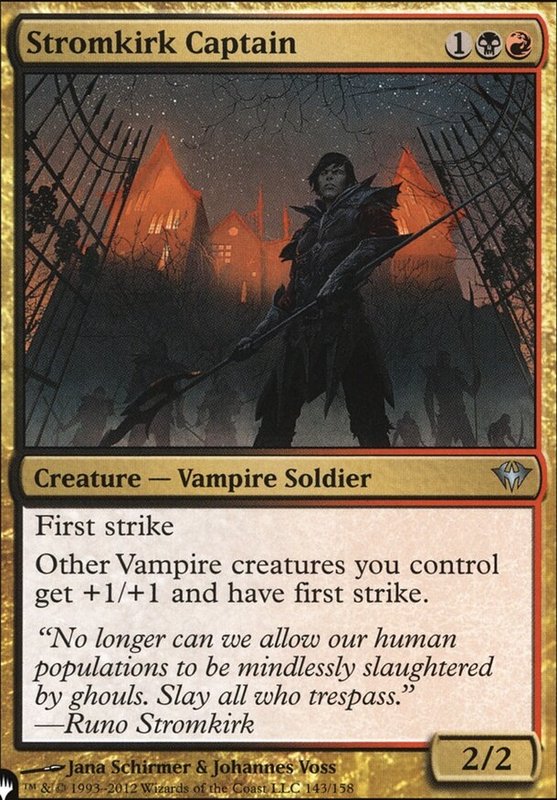 Stromkirk Captain 1
Creature — Vampire Soldier
First strike
Other Vampire creatures you control
get +1/+1 and have first strike.
“No longer can we allow our human
populations to be mindlessly slaughtered
by ghouls. Slay all who trespass.”
—Runo Stromkirk
2/2
Jana Schirmer & Johannes Voss
™ & © 1993–2012 Wizards of the Coast LLC 143/158